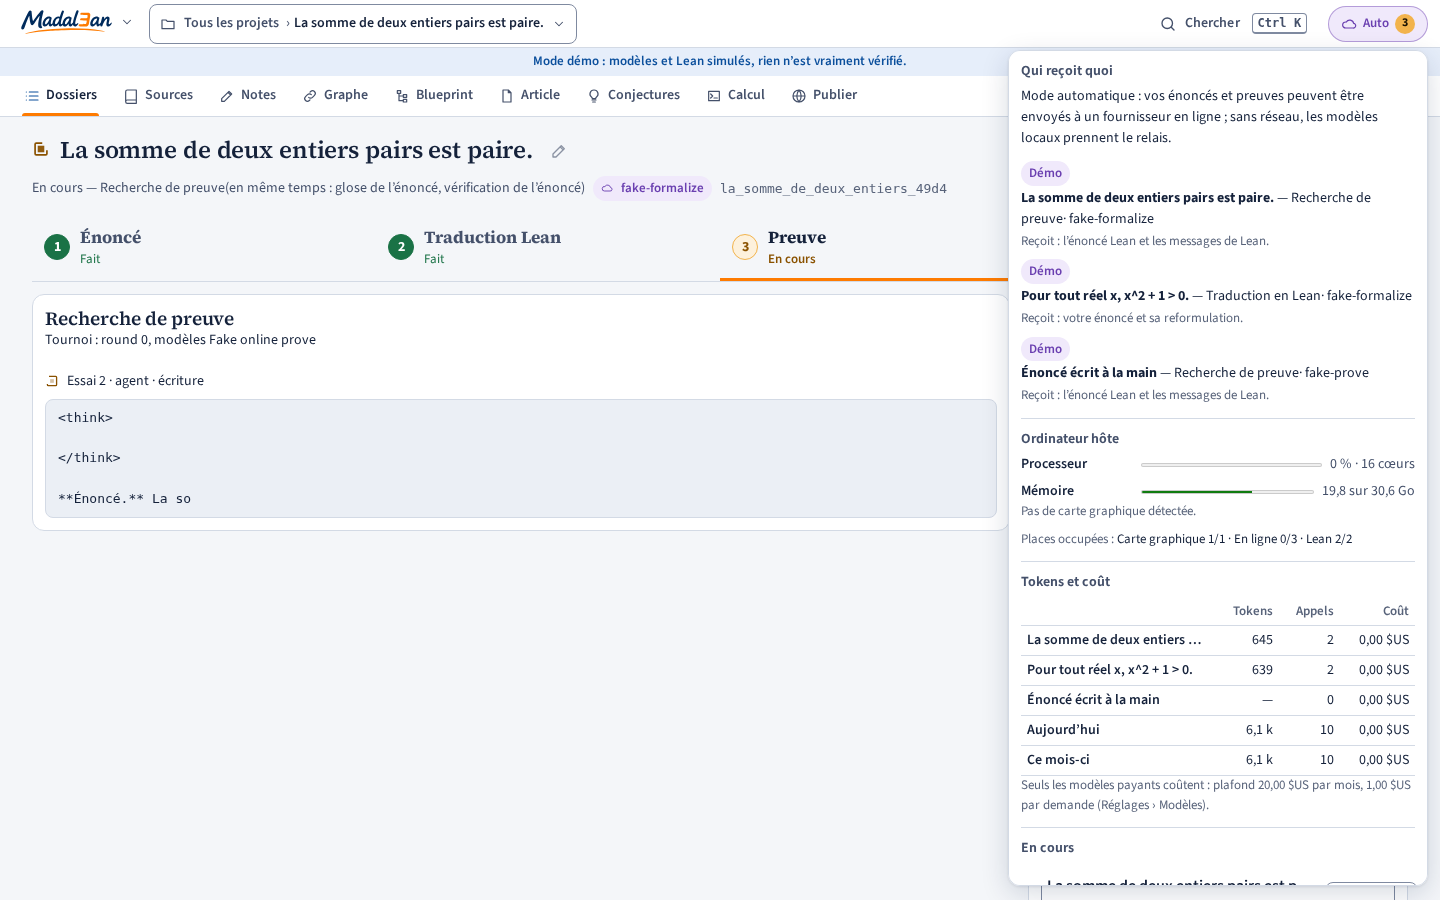 Madal∃an
Tous les projets › La somme de deux entiers pairs est paire.
Chercher Ctrl K
Auto 3
Mode démo : modèles et Lean simulés, rien n’est vraiment vérifié.
Dossiers Sources Notes Graphe Blueprint Article Conjectures Calcul Publier
La somme de deux entiers pairs est paire.
En cours — Recherche de preuve(en même temps : glose de l’énoncé, vérification de l’énoncé) fake-formalize la_somme_de_deux_entiers_49d4
1 Énoncé
Fait
2 Traduction Lean
Fait
3 Preuve
En cours
Recherche de preuve
Tournoi : round 0, modèles Fake online prove
Essai 2 · agent · écriture
<think>
</think>
**Énoncé.** La so
Qui reçoit quoi
Mode automatique : vos énoncés et preuves peuvent être
envoyés à un fournisseur en ligne ; sans réseau, les modèles
locaux prennent le relais.
Démo
La somme de deux entiers pairs est paire. — Recherche de
preuve· fake-formalize
Reçoit : l’énoncé Lean et les messages de Lean.
Démo
Pour tout réel x, x^2 + 1 > 0. — Traduction en Lean· fake-formalize
Reçoit : votre énoncé et sa reformulation.
Démo
Énoncé écrit à la main — Recherche de preuve· fake-prove
Reçoit : l’énoncé Lean et les messages de Lean.
Ordinateur hôte
Processeur 0 % · 16 cœurs
Mémoire 19,8 sur 30,6 Go
Pas de carte graphique détectée.
Places occupées : Carte graphique 1/1 · En ligne 0/3 · Lean 2/2
Tokens et coût
Tokens Appels Coût
La somme de deux entiers … 645 2 0,00 $US
Pour tout réel x, x^2 + 1 > 0. 639 2 0,00 $US
Énoncé écrit à la main — 0 0,00 $US
Aujourd’hui 6,1 k 10 0,00 $US
Ce mois-ci 6,1 k 10 0,00 $US
Seuls les modèles payants coûtent : plafond 20,00 $US par mois, 1,00 $US
par demande (Réglages › Modèles).
En cours
La somme de deux entiers pairs est p